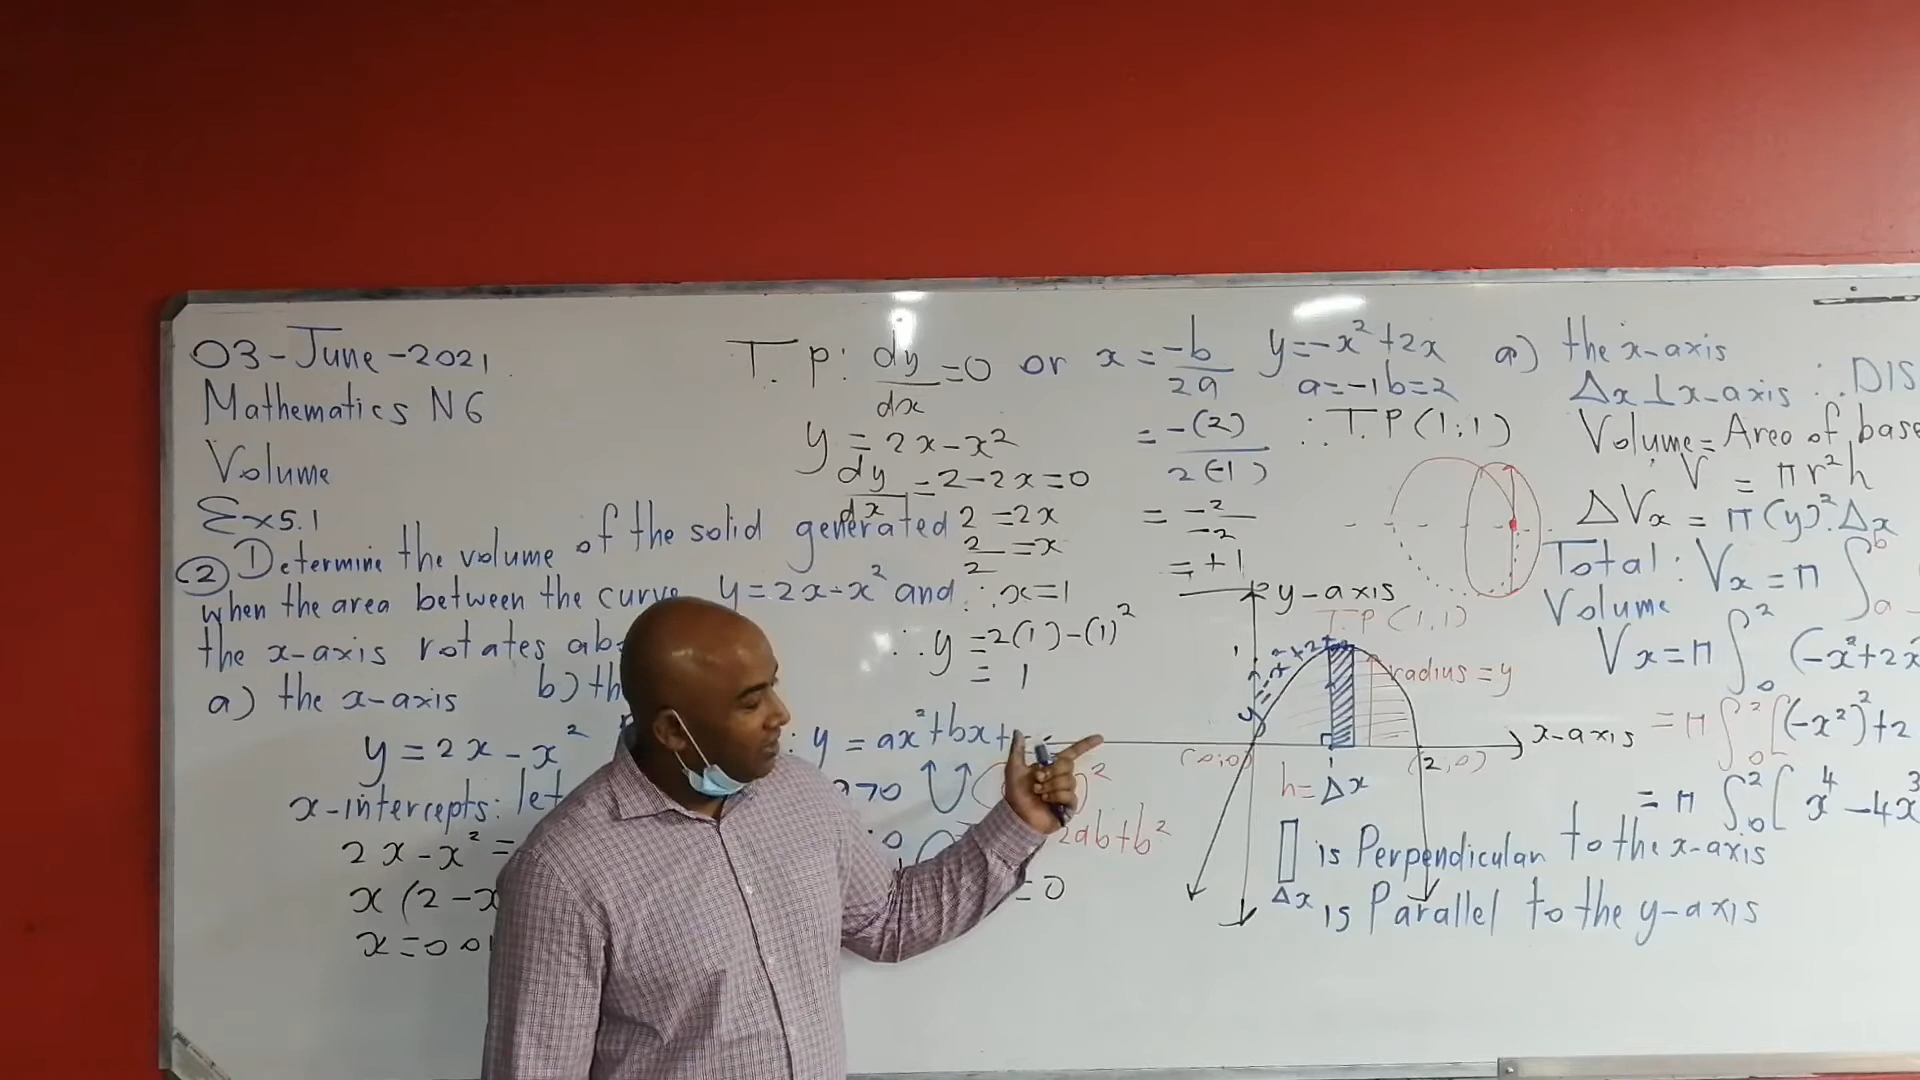 03-June-2021
Mathematics N6
Volume
Ex5.1
② Determine the volume of the solid generated
when the area between the curve y=2x-x² and
the x-axis rotates
a) the x-axis b)
y = 2x - x²
x-intercepts: let
2x - x² =
x(2-x
x=0 or
T.P: dy/dx =0 or x = -b/2a
y = 2x-x²
dy/dx = 2-2x=0
2 =2x
2/2 =x
∴x=1
∴ y =2(1)-(1)²
= 1
y = ax²+bx+
2ab+b²
=0
y=-x²+2x
a=-1 b=2
= -(2)/2(-1)
= -2/-2
= +1
∴T.P(1;1)
y-axis
T.P(1;1)
1
radius = y
x-axis
(0;0)
(2;0)
h= Δx
▯ is Perpendicular to the x-axis
Δx is Parallel to the y-axis
a) the x-axis
Δx⊥x-axis ∴ DIS
Volume = Area of base
V = πr²h
ΔVx = π(y)².Δx
Total: Vx = π∫ₐᵇ
Volume
Vx=π∫₀² (-x²+2x
= π∫₀² [(-x²)²+2
= π∫₀² [x⁴-4x³